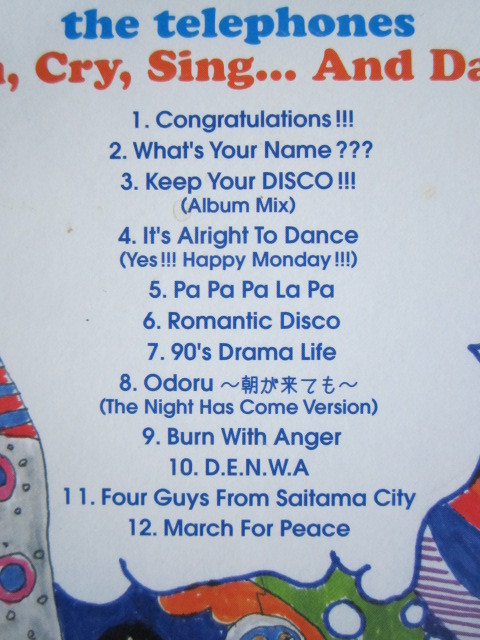 the telephones
Cry, Sing... And Da
1. Congratulations!!!
2. What's Your Name???
3. Keep Your DISCO!!!
(Album Mix)
4. It's Alright To Dance
(Yes!!! Happy Monday!!!)
5. Pa Pa Pa La Pa
6. Romantic Disco
7. 90's Drama Life
8. Odoru ～朝が来ても～
(The Night Has Come Version)
9. Burn With Anger
10. D.E.N.W.A
11. Four Guys From Saitama City
12. March For Peace